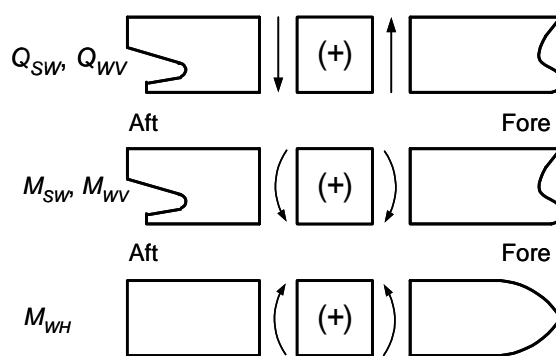 Q_SW, Q_WV (+)
Aft Fore
M_SW, M_WV (+)
Aft Fore
M_WH (+)